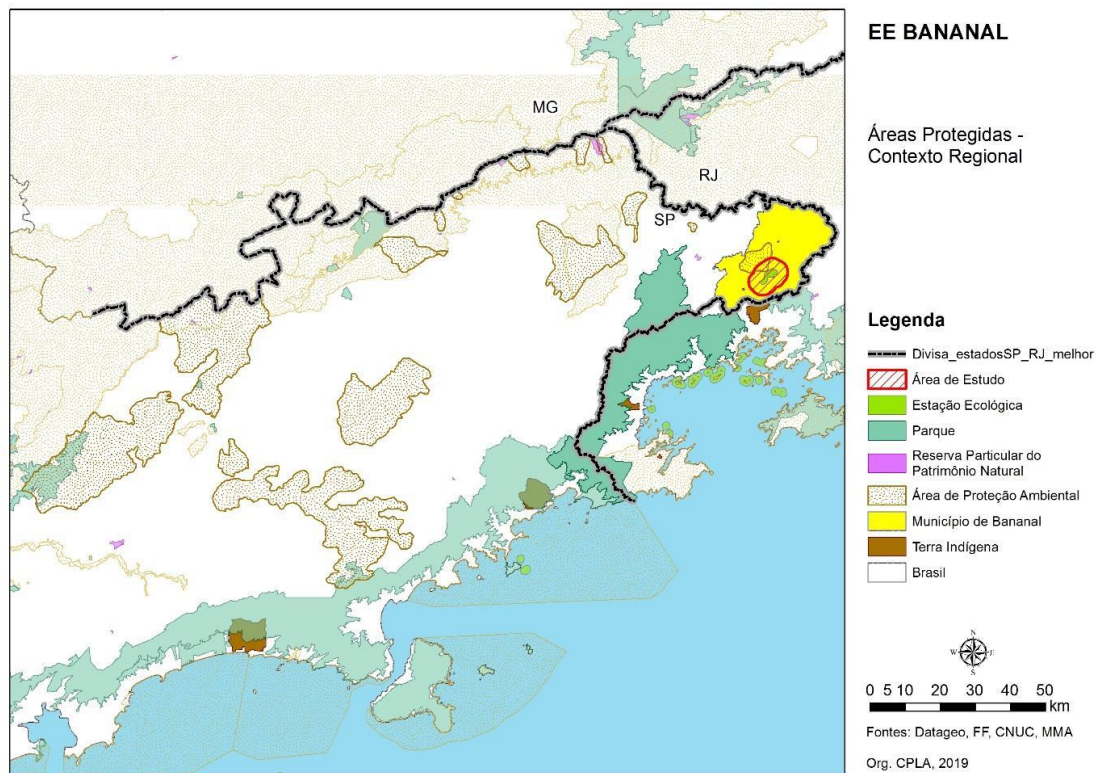 EE BANANAL
Áreas Protegidas -
Contexto Regional
MG
RJ
SP
Legenda
Divisa_estadosSP_RJ_melhor
Área de Estudo
Estação Ecológica
Parque
Reserva Particular do
Patrimônio Natural
Área de Proteção Ambiental
Município de Bananal
Terra Indígena
Brasil
N
W E
S
0 5 10 20 30 40 50
km
Fontes: Datageo, FF, CNUC, MMA
Org. CPLA, 2019